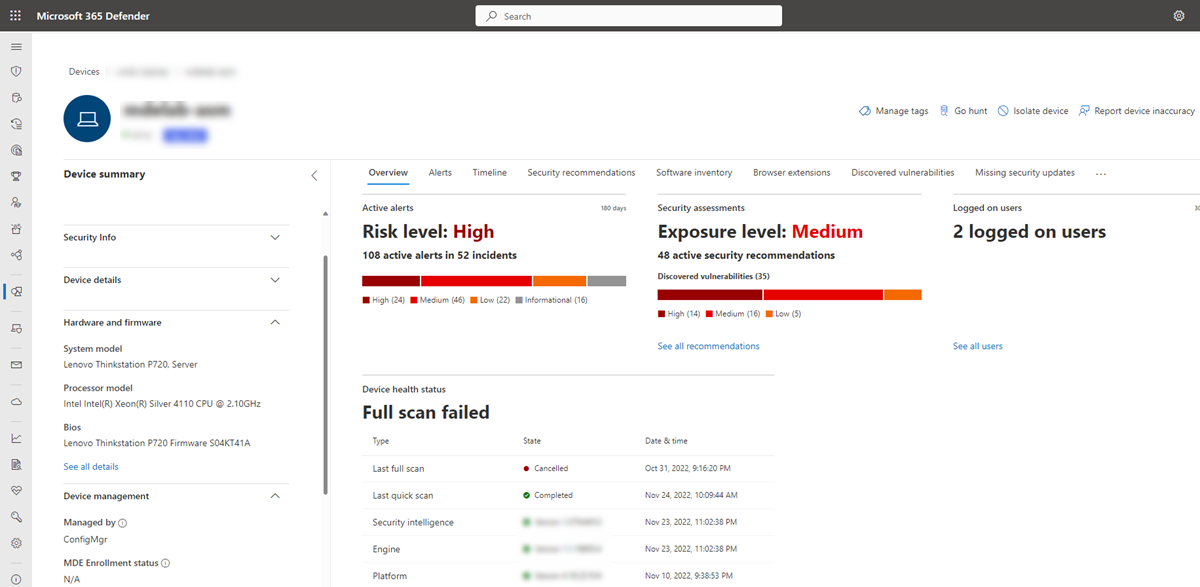 Microsoft 365 Defender
Search
Devices
Manage tags
Go hunt
Isolate device
Report device inaccuracy
Device summary
Security Info
Device details
Hardware and firmware
System model
Lenovo Thinkstation P720, Server
Processor model
Intel Intel(R) Xeon(R) Silver 4110 CPU @ 2.10GHz
Bios
Lenovo Thinkstation P720 Firmware S04KT41A
See all details
Device management
Managed by
ConfigMgr
MDE Enrollment status
N/A
Overview
Alerts
Timeline
Security recommendations
Software inventory
Browser extensions
Discovered vulnerabilities
Missing security updates
...
Active alerts
180 days
Risk level: High
108 active alerts in 52 incidents
High (24) Medium (46) Low (22) Informational (16)
Security assessments
Exposure level: Medium
48 active security recommendations
Discovered vulnerabilities (35)
High (14) Medium (16) Low (5)
See all recommendations
Logged on users
2 logged on users
See all users
Device health status
Full scan failed
Type State Date & time
Last full scan Cancelled Oct 31, 2022, 9:16:20 PM
Last quick scan Completed Nov 24, 2022, 10:09:44 AM
Security intelligence Nov 23, 2022, 11:02:38 PM
Engine Nov 23, 2022, 11:02:38 PM
Platform Nov 10, 2022, 9:38:53 PM